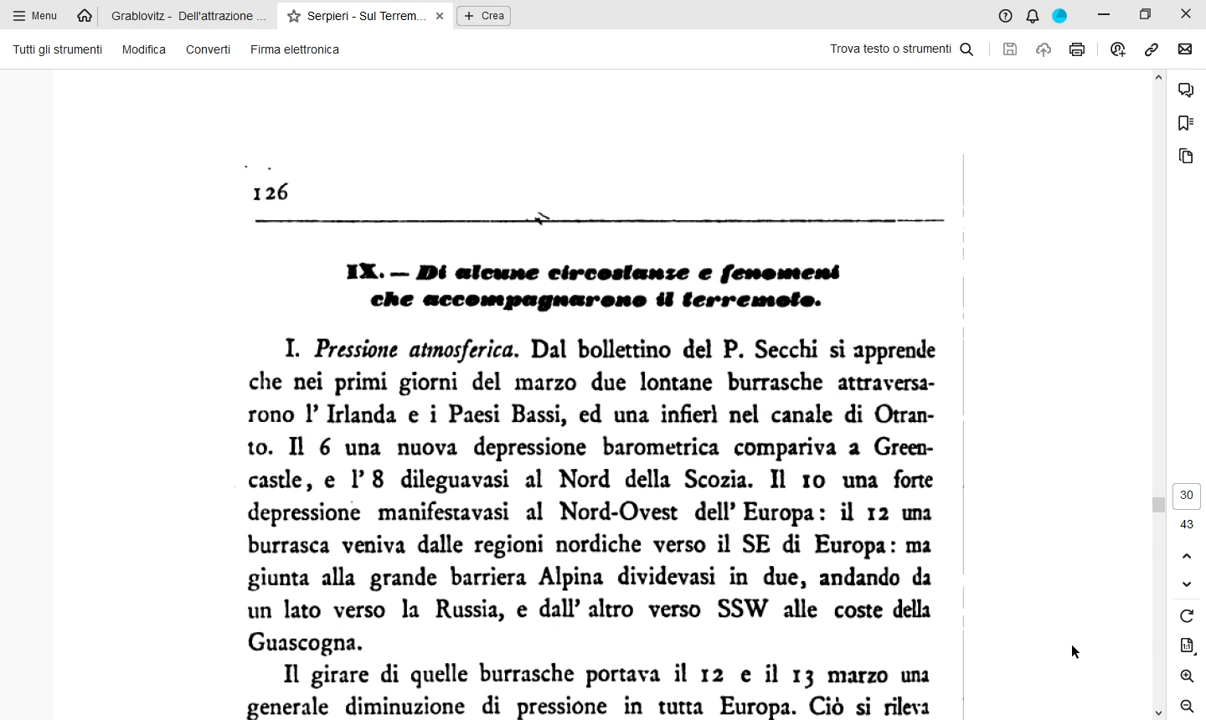 Menu
Grablovitz -  Dell'attrazione ...
Serpieri - Sul Terrem...
Crea
Tutti gli strumenti
Modifica
Converti
Firma elettronica
Trova testo o strumenti
126
IX. — Di alcune circostanze e fenomeni
che accompagnarono il terremoto.
I. Pressione atmosferica. Dal bollettino del P. Secchi si apprende
che nei primi giorni del marzo due lontane burrasche attraversa-
rono l' Irlanda e i Paesi Bassi, ed una infierì nel canale di Otran-
to. Il 6 una nuova depressione barometrica compariva a Green-
castle, e l' 8 dileguavasi al Nord della Scozia. Il 10 una forte
depressione manifestavasi al Nord-Ovest dell' Europa: il 12 una
burrasca veniva dalle regioni nordiche verso il SE di Europa: ma
giunta alla grande barriera Alpina dividevasi in due, andando da
un lato verso la Russia, e dall' altro verso SSW alle coste della
Guascogna.
Il girare di quelle burrasche portava il 12 e il 13 marzo una
generale diminuzione di pressione in tutta Europa. Ciò si rileva
30
43